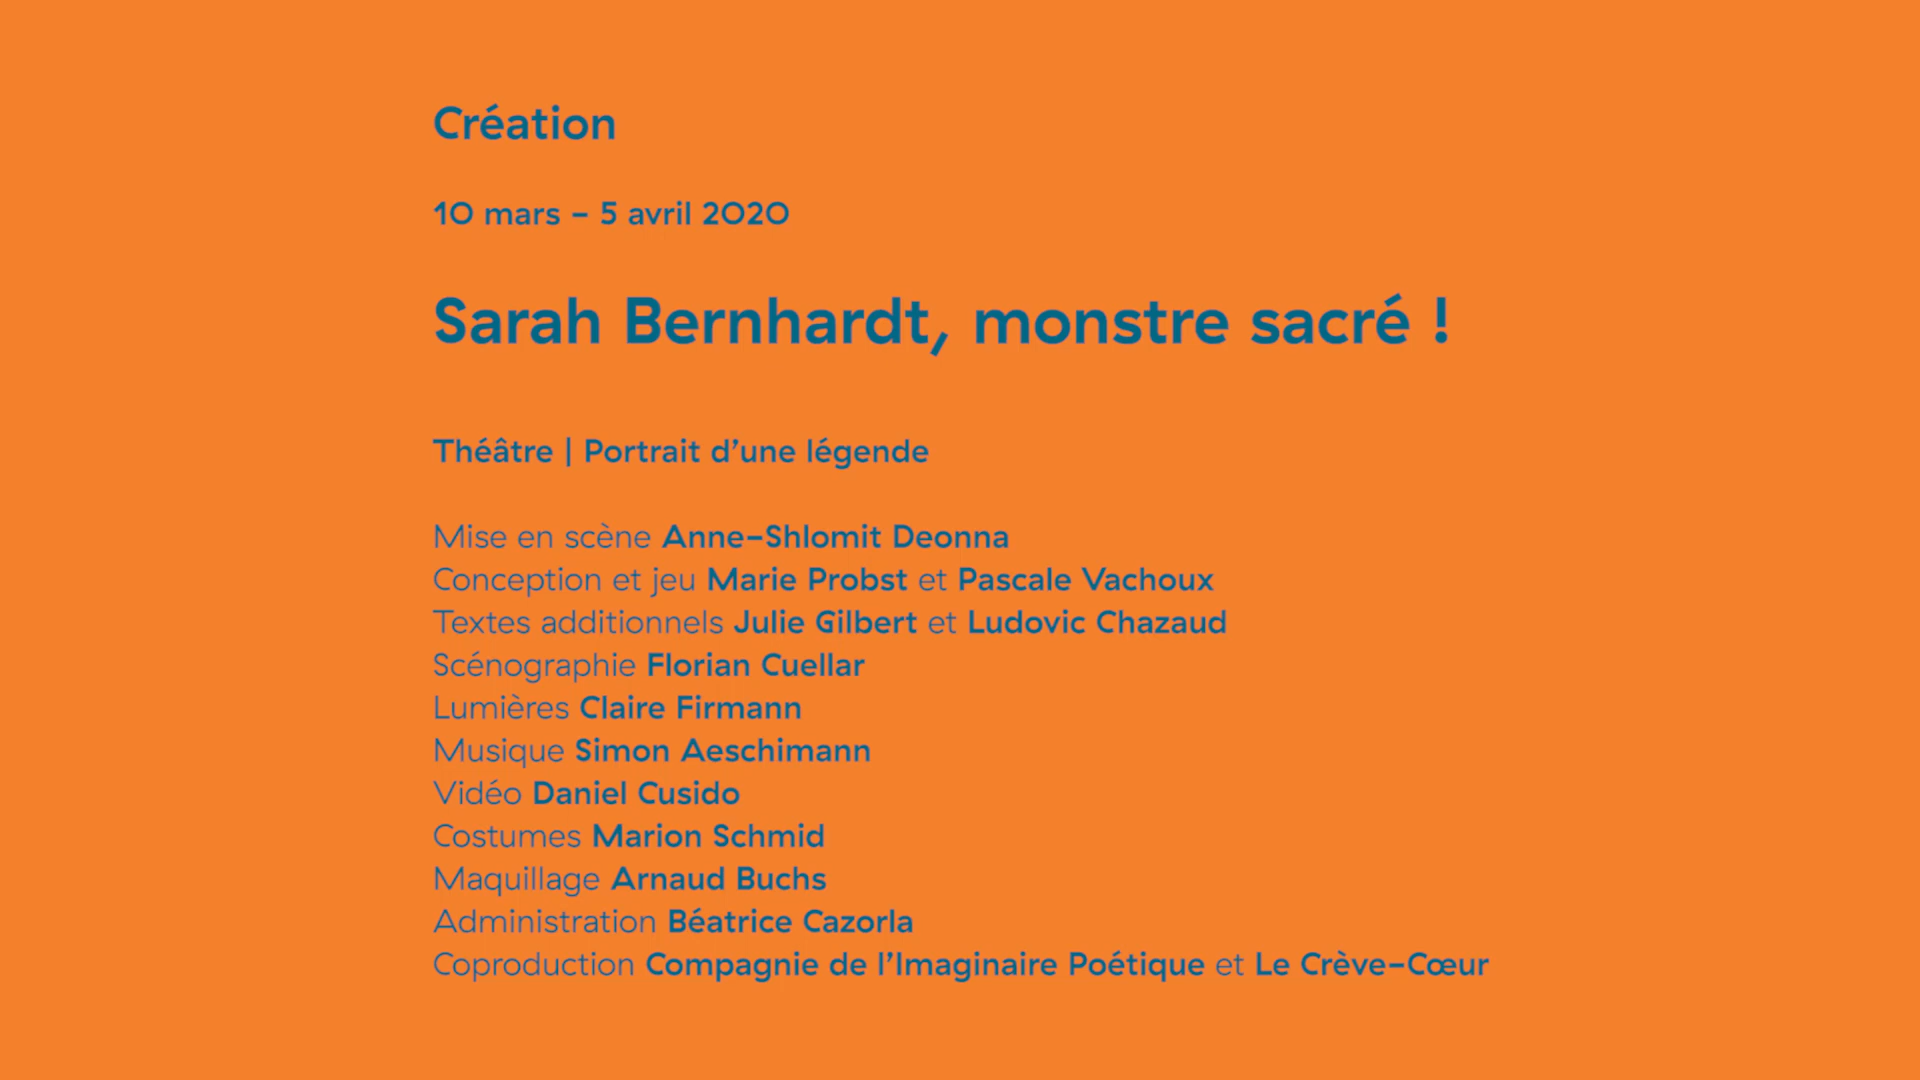 Création
10 mars – 5 avril 2020
Sarah Bernhardt, monstre sacré !
Théâtre | Portrait d’une légende
Mise en scène Anne-Shlomit Deonna
Conception et jeu Marie Probst et Pascale Vachoux
Textes additionnels Julie Gilbert et Ludovic Chazaud
Scénographie Florian Cuellar
Lumières Claire Firmann
Musique Simon Aeschimann
Vidéo Daniel Cusido
Costumes Marion Schmid
Maquillage Arnaud Buchs
Administration Béatrice Cazorla
Coproduction Compagnie de l’Imaginaire Poétique et Le Crève-Cœur